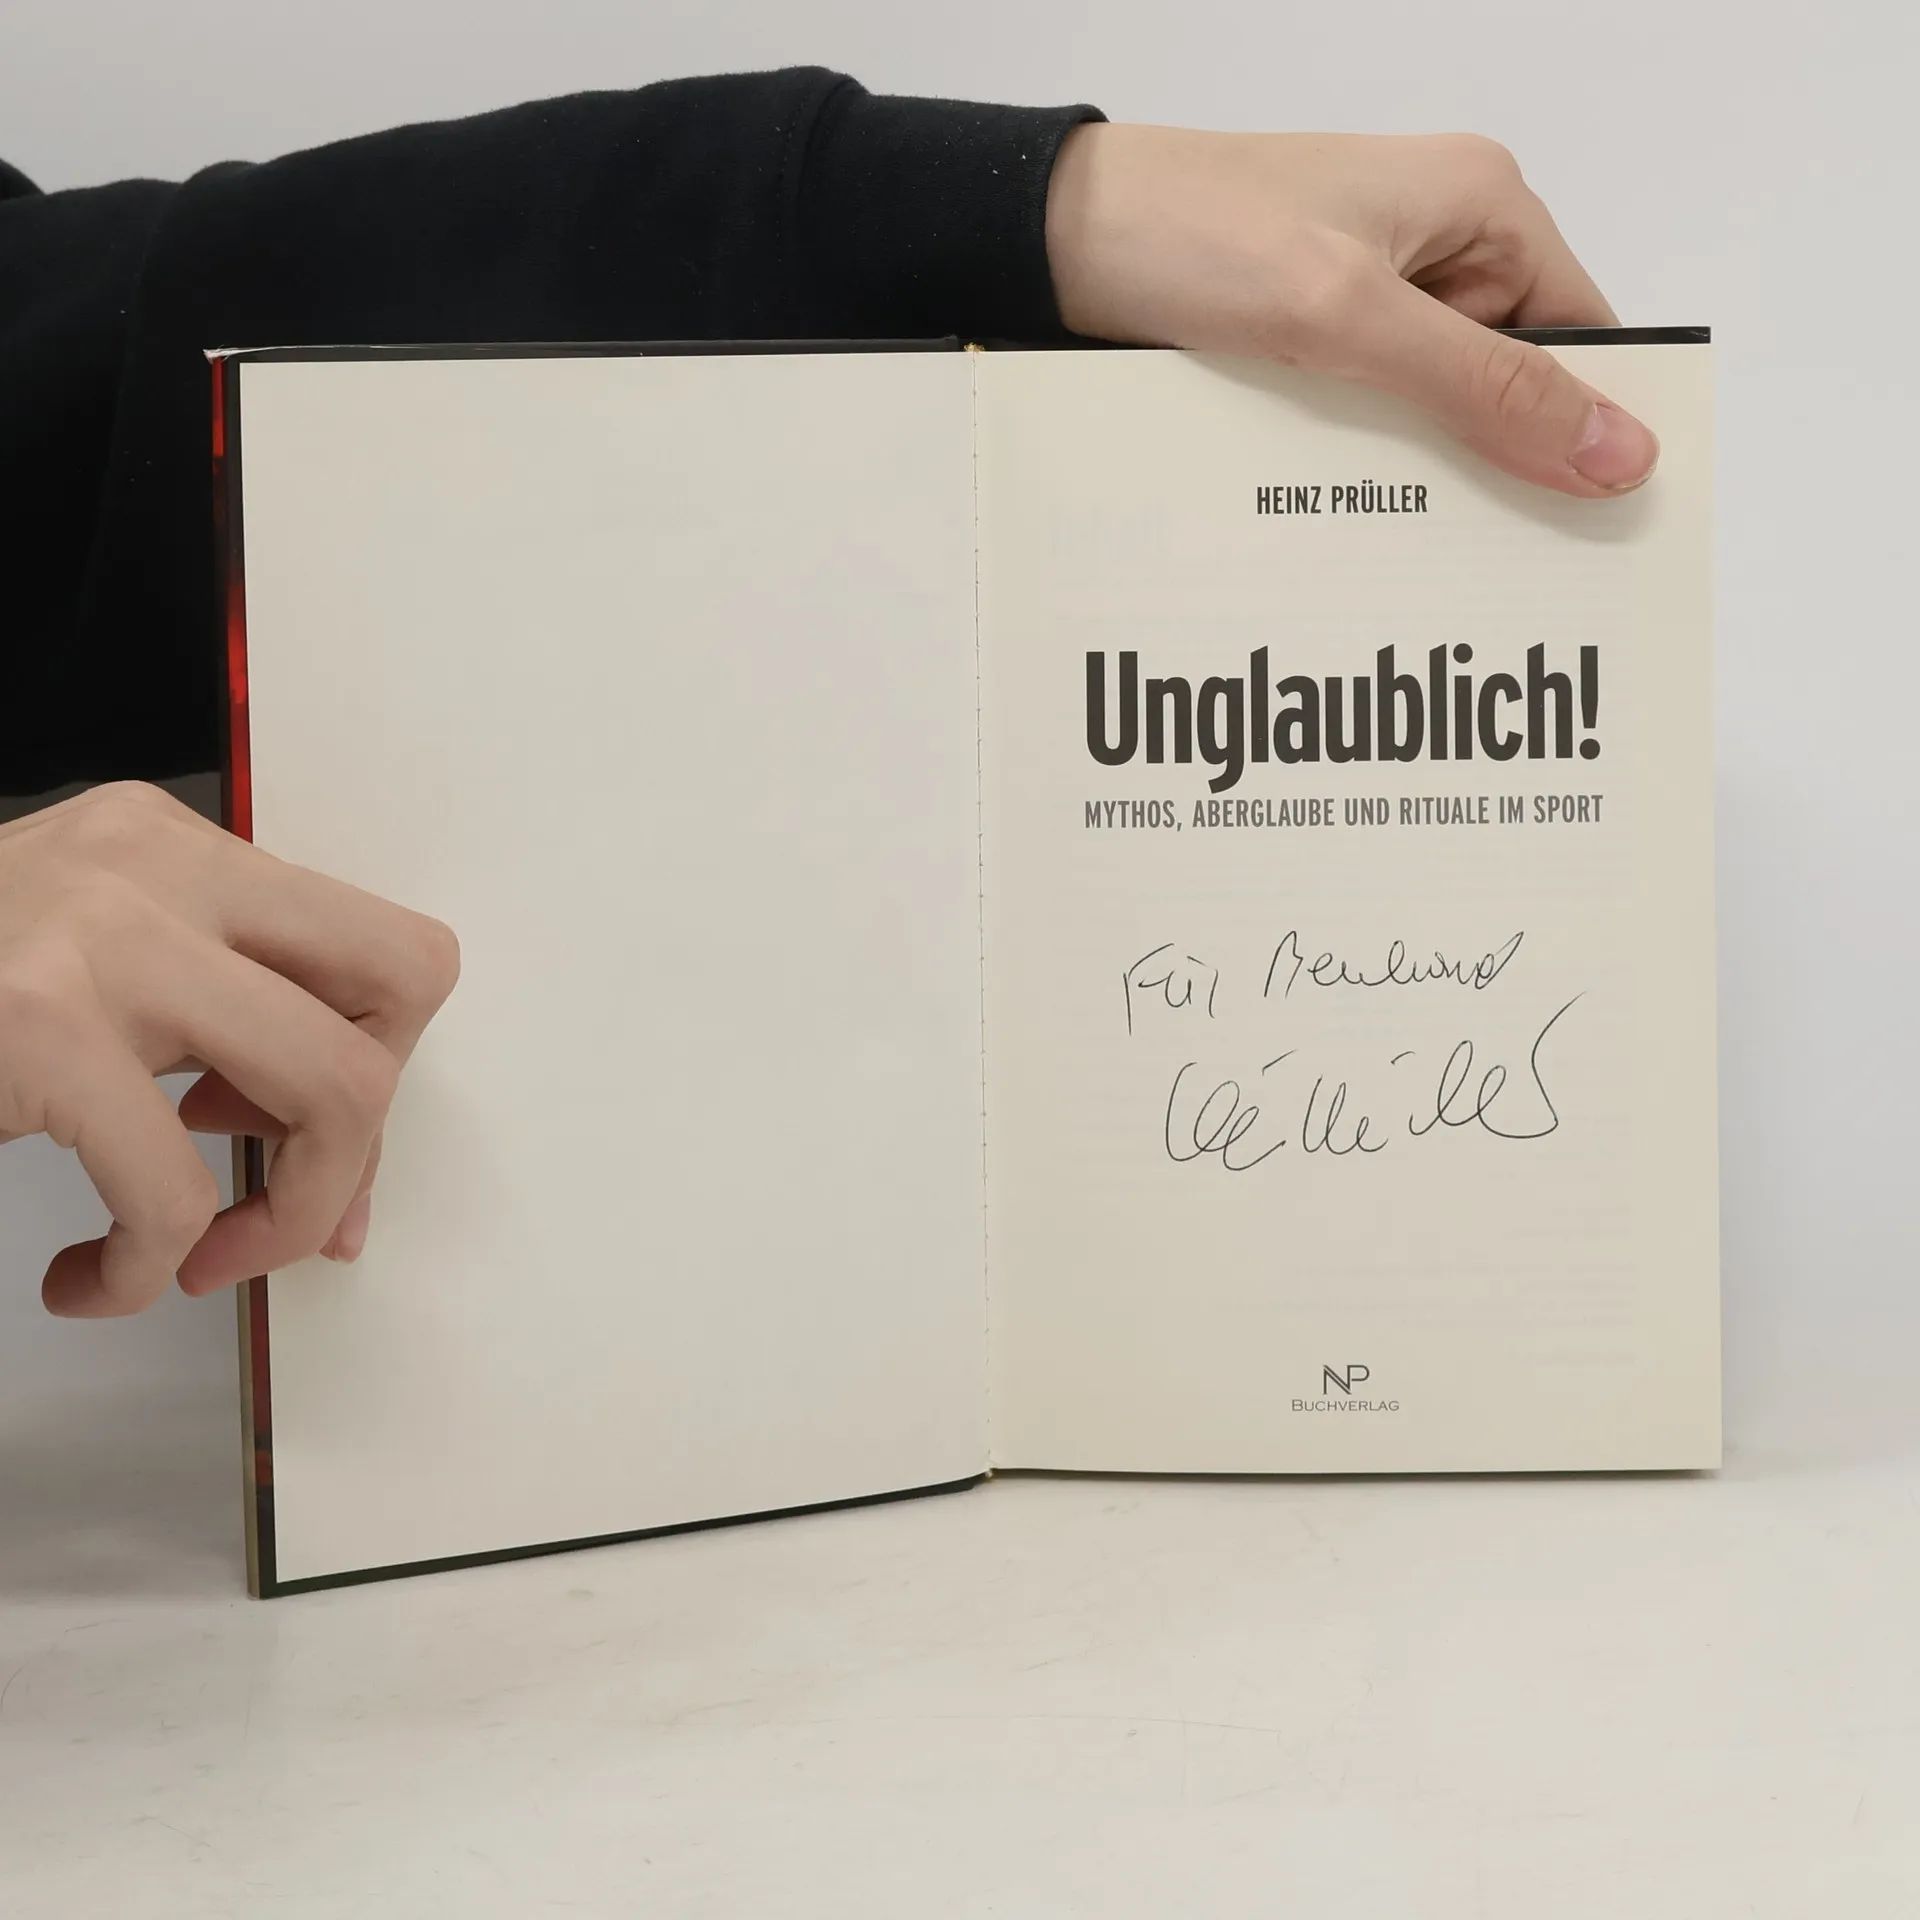 HEINZ PRÜLLER
Unglaublich!
MYTHOS, ABERGLAUBE UND RITUALE IM SPORT
Für Bernhard
NP
BUCHVERLAG